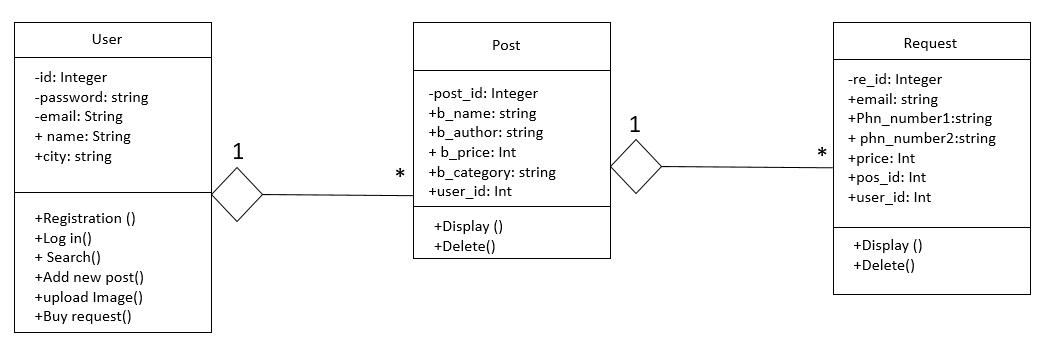 User
-id: Integer
-password: string
-email: String
+ name: String
+city: string
+Registration ()
+Log in()
+ Search()
+Add new post()
+upload Image()
+Buy request()
1
*
Post
-post_id: Integer
+b_name: string
+b_author: string
+ b_price: Int
+b_category: string
+user_id: Int
+Display ()
+Delete()
1
*
Request
-re_id: Integer
+email: string
+Phn_number1:string
+ phn_number2:string
+price: Int
+pos_id: Int
+user_id: Int
+Display ()
+Delete()